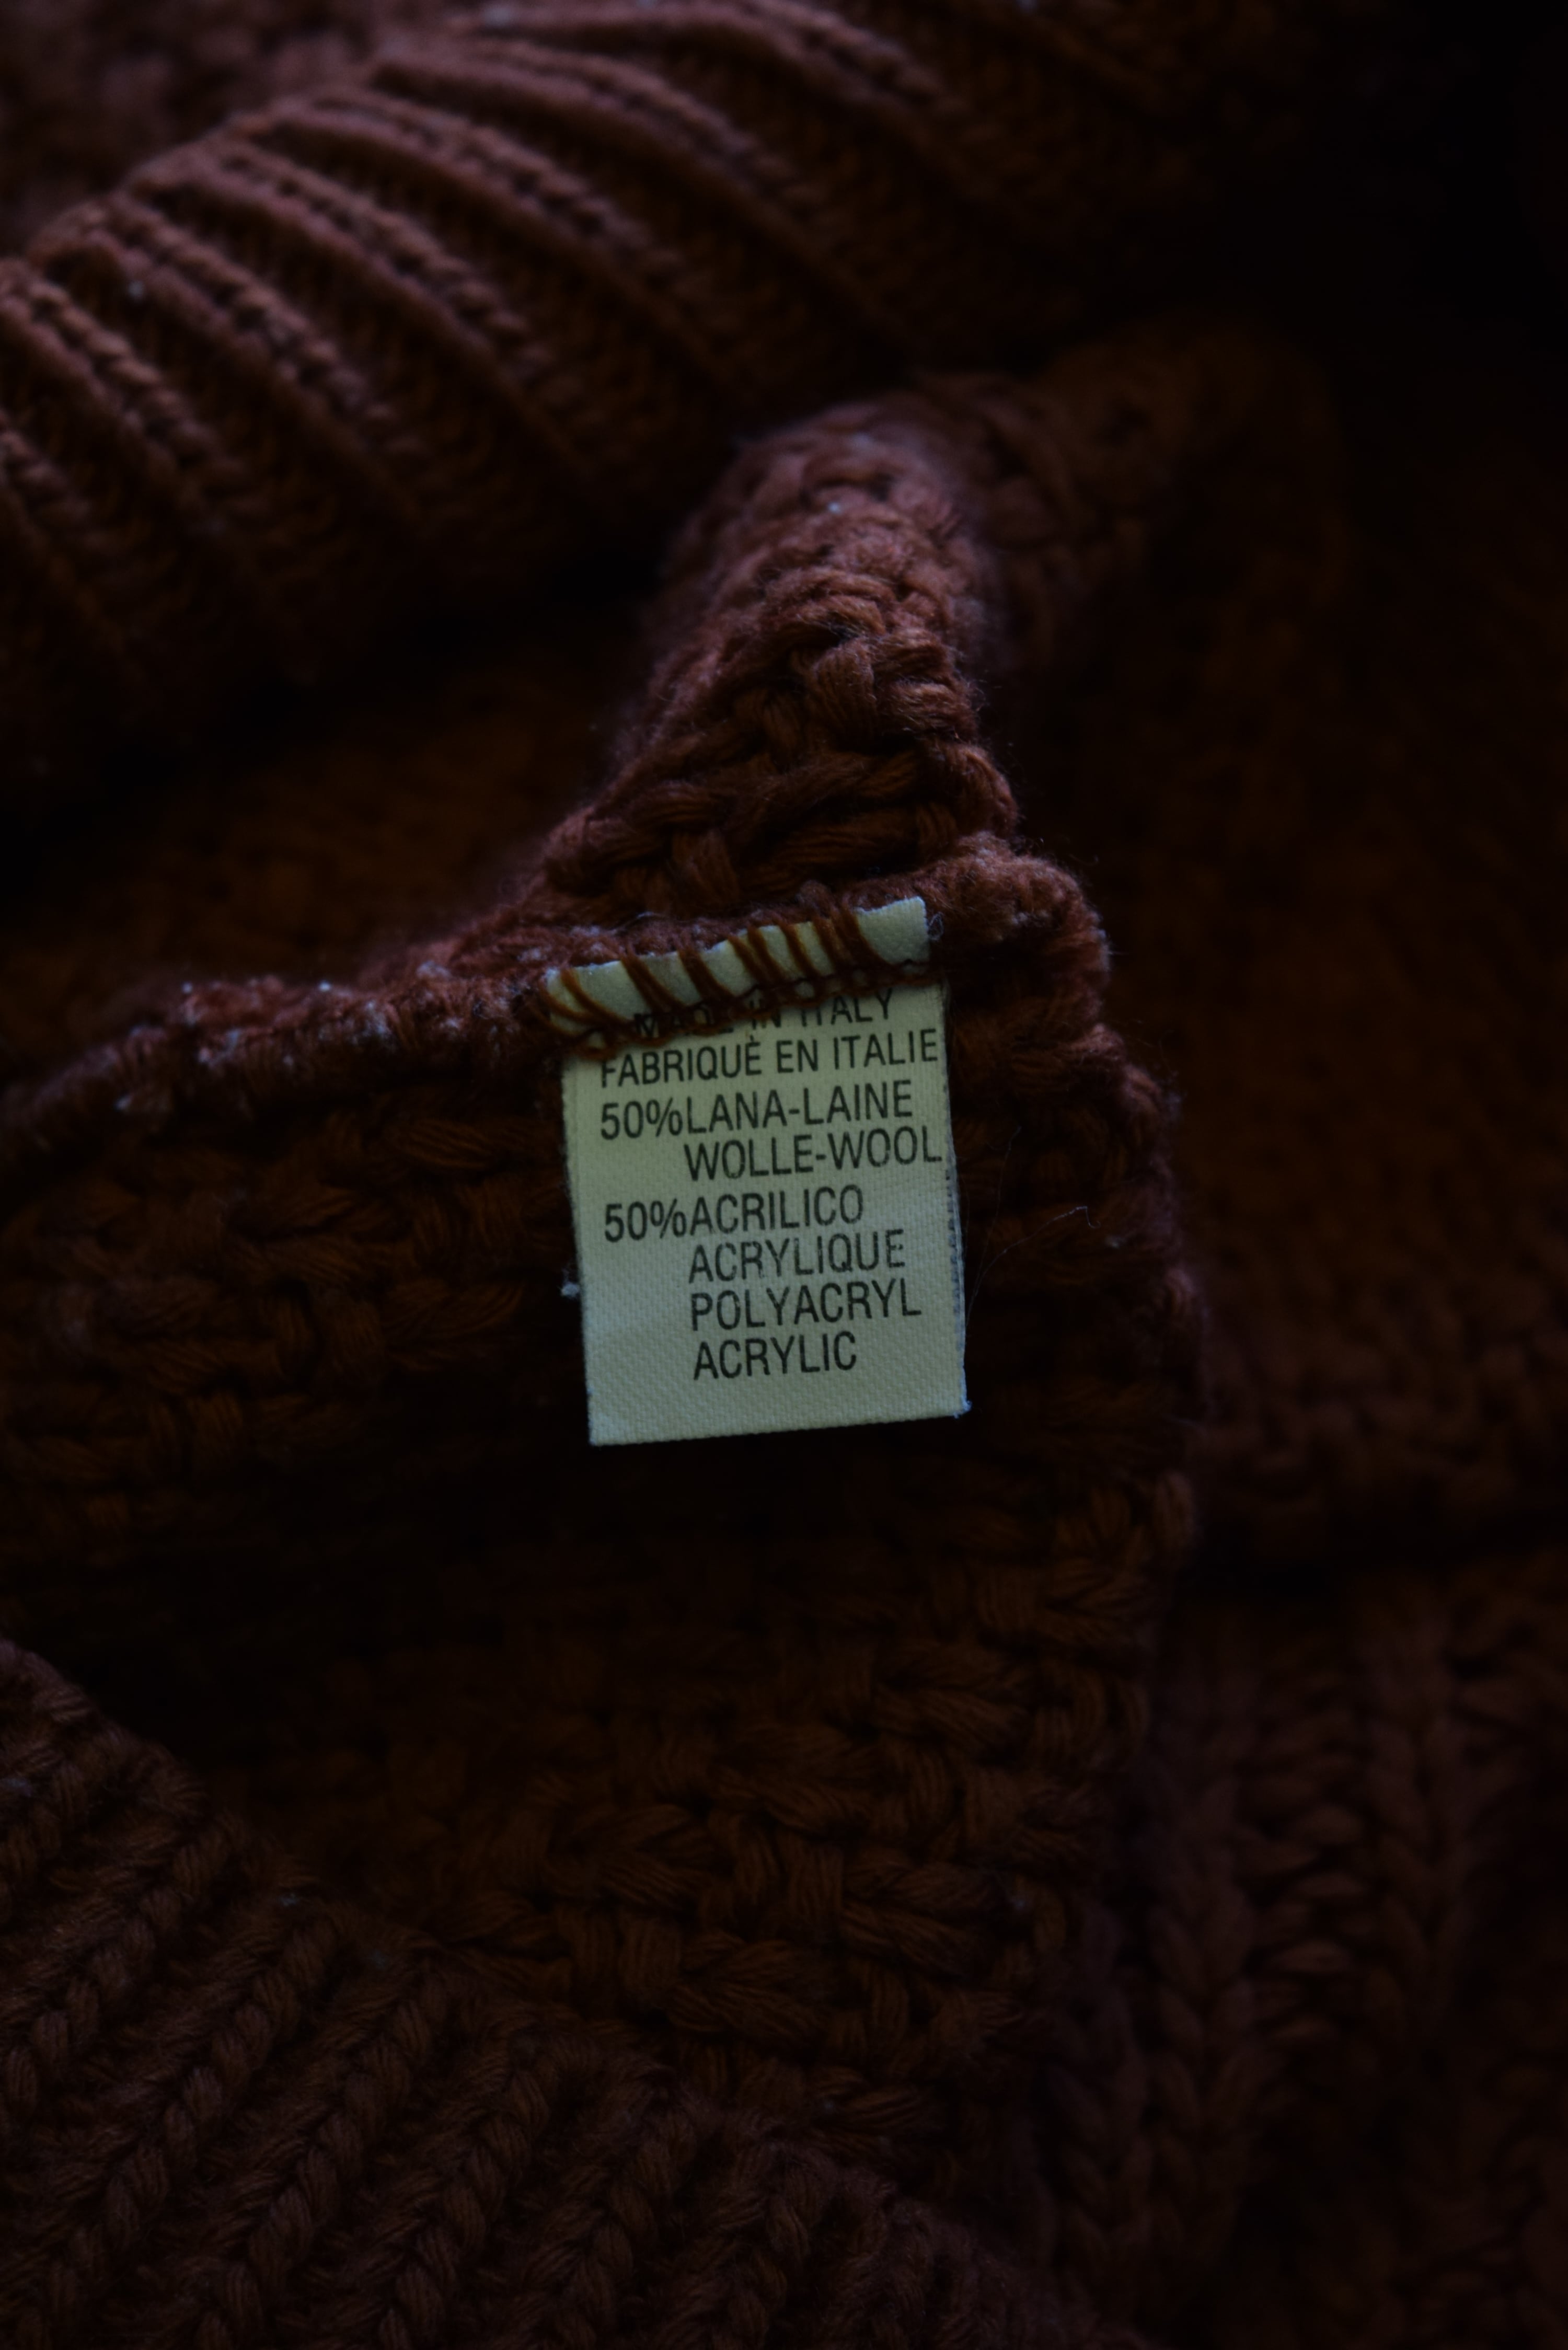 MADE IN ITALY
FABRIQUÈ EN ITALIE
50%LANA-LAINE
WOLLE-WOOL
50%ACRILICO
ACRYLIQUE
POLYACRYL
ACRYLIC